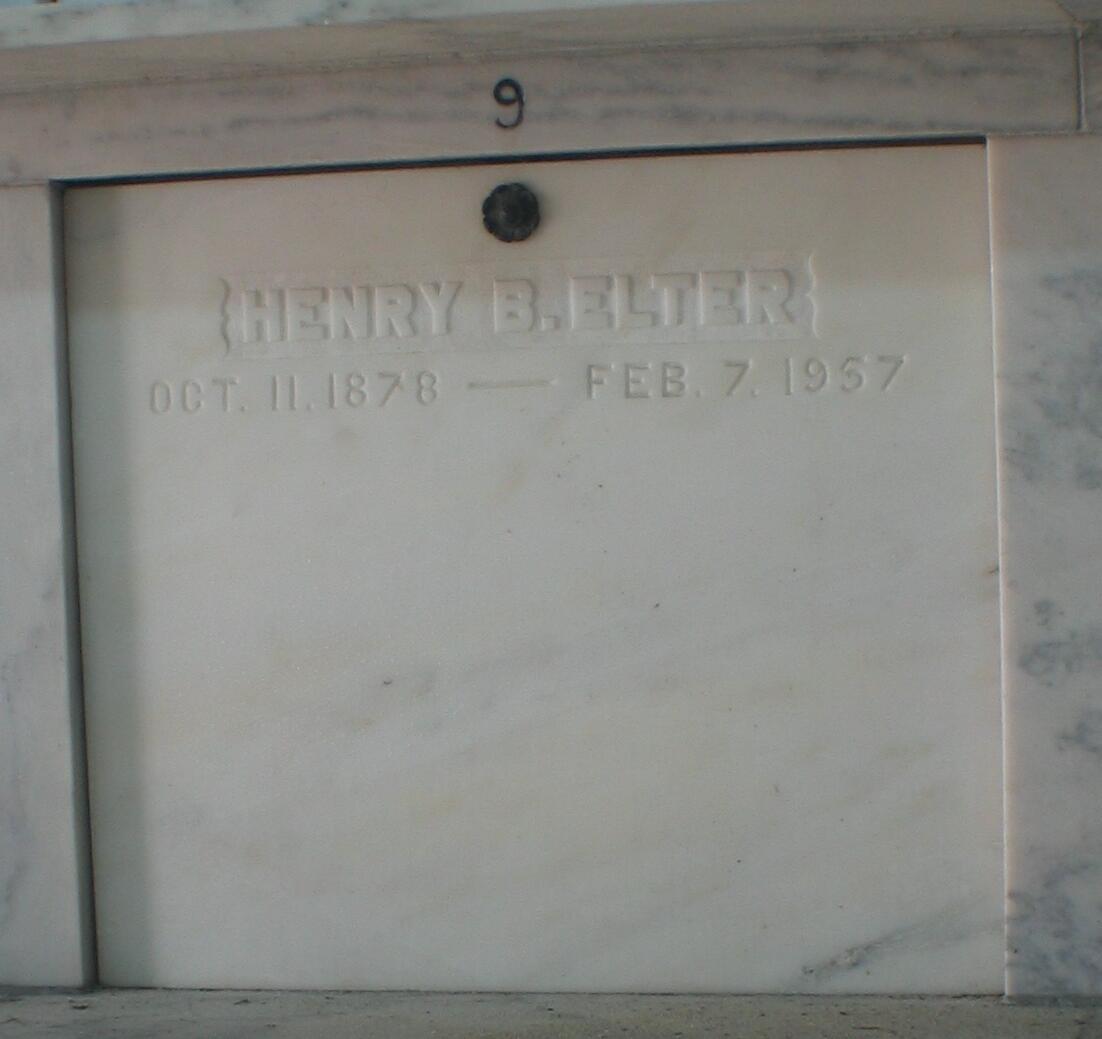 9
HENRY B. ELTER
OCT. 11. 1878 — FEB. 7. 1957